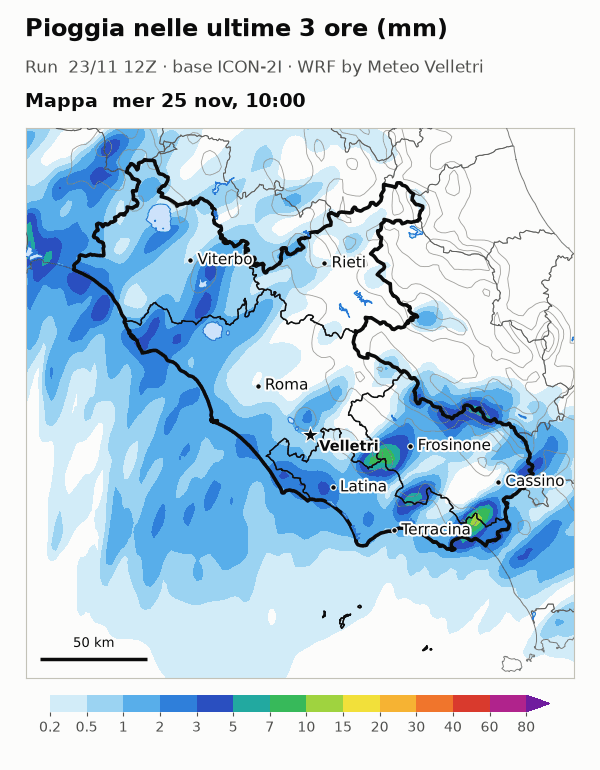 Pioggia nelle ultime 3 ore (mm)
Run  23/11 12Z · base ICON-2I · WRF by Meteo Velletri
Mappa  mer 25 nov, 10:00
Viterbo
Rieti
Roma
Velletri
Frosinone
Cassino
Latina
Terracina
50 km
0.2 0.5 1 2 3 5 7 10 15 20 30 40 60 80